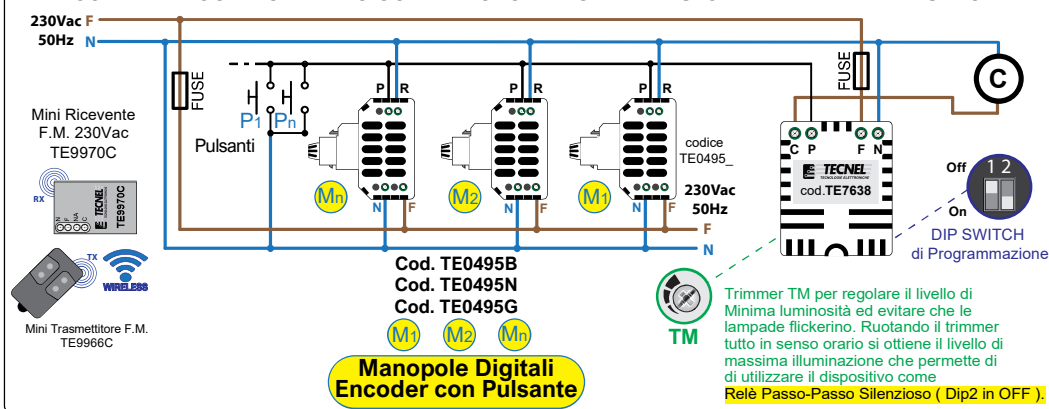 230Vac F
50Hz N
FUSE
Mini Ricevente
F.M. 230Vac
TE9970C
RX
N
F
NA
C
TECNEL
TE9970C
TX
WIRELESS
Mini Trasmettitore F.M.
TE9966C
P1 Pn
Pulsanti
P R
Mn
N F
P R
M2
N F
P R
M1
N F
codice
TE0495_
230Vac
50Hz
F
N
Cod. TE0495B
Cod. TE0495N
Cod. TE0495G
M1 M2 Mn
Manopole Digitali
Encoder con Pulsante
FUSE
C
C P F N
TECNEL
TECNOLOGIE ELETTRONICHE
cod.TE7638
Off
On
1 2
DIP SWITCH
di Programmazione
TM
Trimmer TM per regolare il livello di
Minima luminosità ed evitare che le
lampade flickerino. Ruotando il trimmer
tutto in senso orario si ottiene il livello di
massima illuminazione che permette di
di utilizzare il dispositivo come
Relè Passo-Passo Silenzioso ( Dip2 in OFF ).